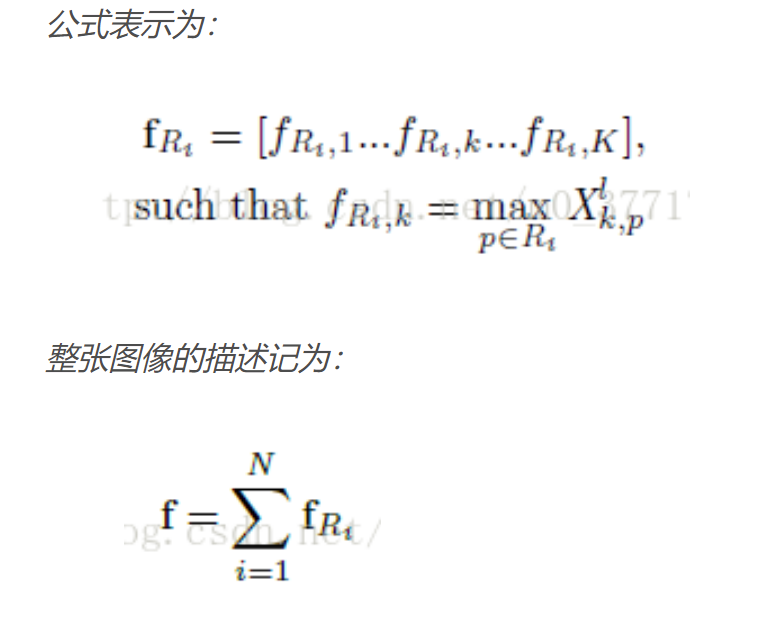 公式表示为：
f_{R_i} = [f_{R_i,1}...f_{R_i,k}...f_{R_i,K}],
such that f_{R_i,k} = max_{p∈R_i} X^l_{k,p}
整张图像的描述记为：
f = \sum_{i=1}^{N} f_{R_i}